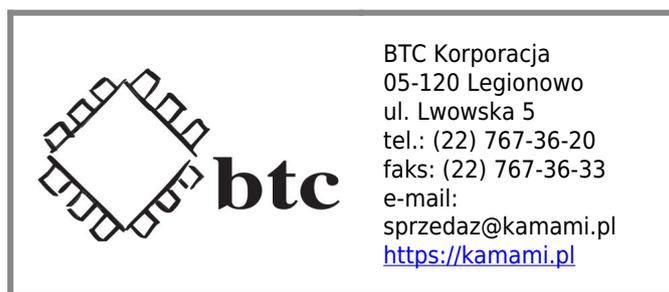 btc
BTC Korporacja
05-120 Legionowo
ul. Lwowska 5
tel.: (22) 767-36-20
faks: (22) 767-36-33
e-mail:
sprzedaz@kamami.pl
https://kamami.pl